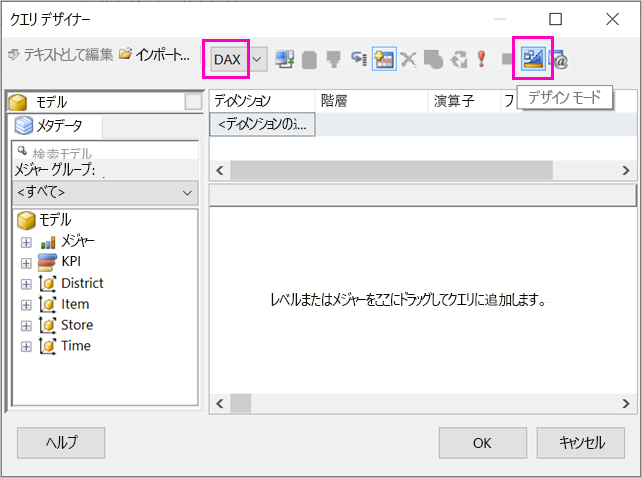 クエリ デザイナー
テキストとして編集 インポート... DAX
デザイン モード
モデル
メタデータ
検索モデル
メジャー グループ:
<すべて>
モデル
メジャー
KPI
District
Item
Store
Time
ディメンション 階層 演算子 フ
<ディメンションの選...
レベルまたはメジャーをここにドラッグしてクエリに追加します。
ヘルプ OK キャンセル